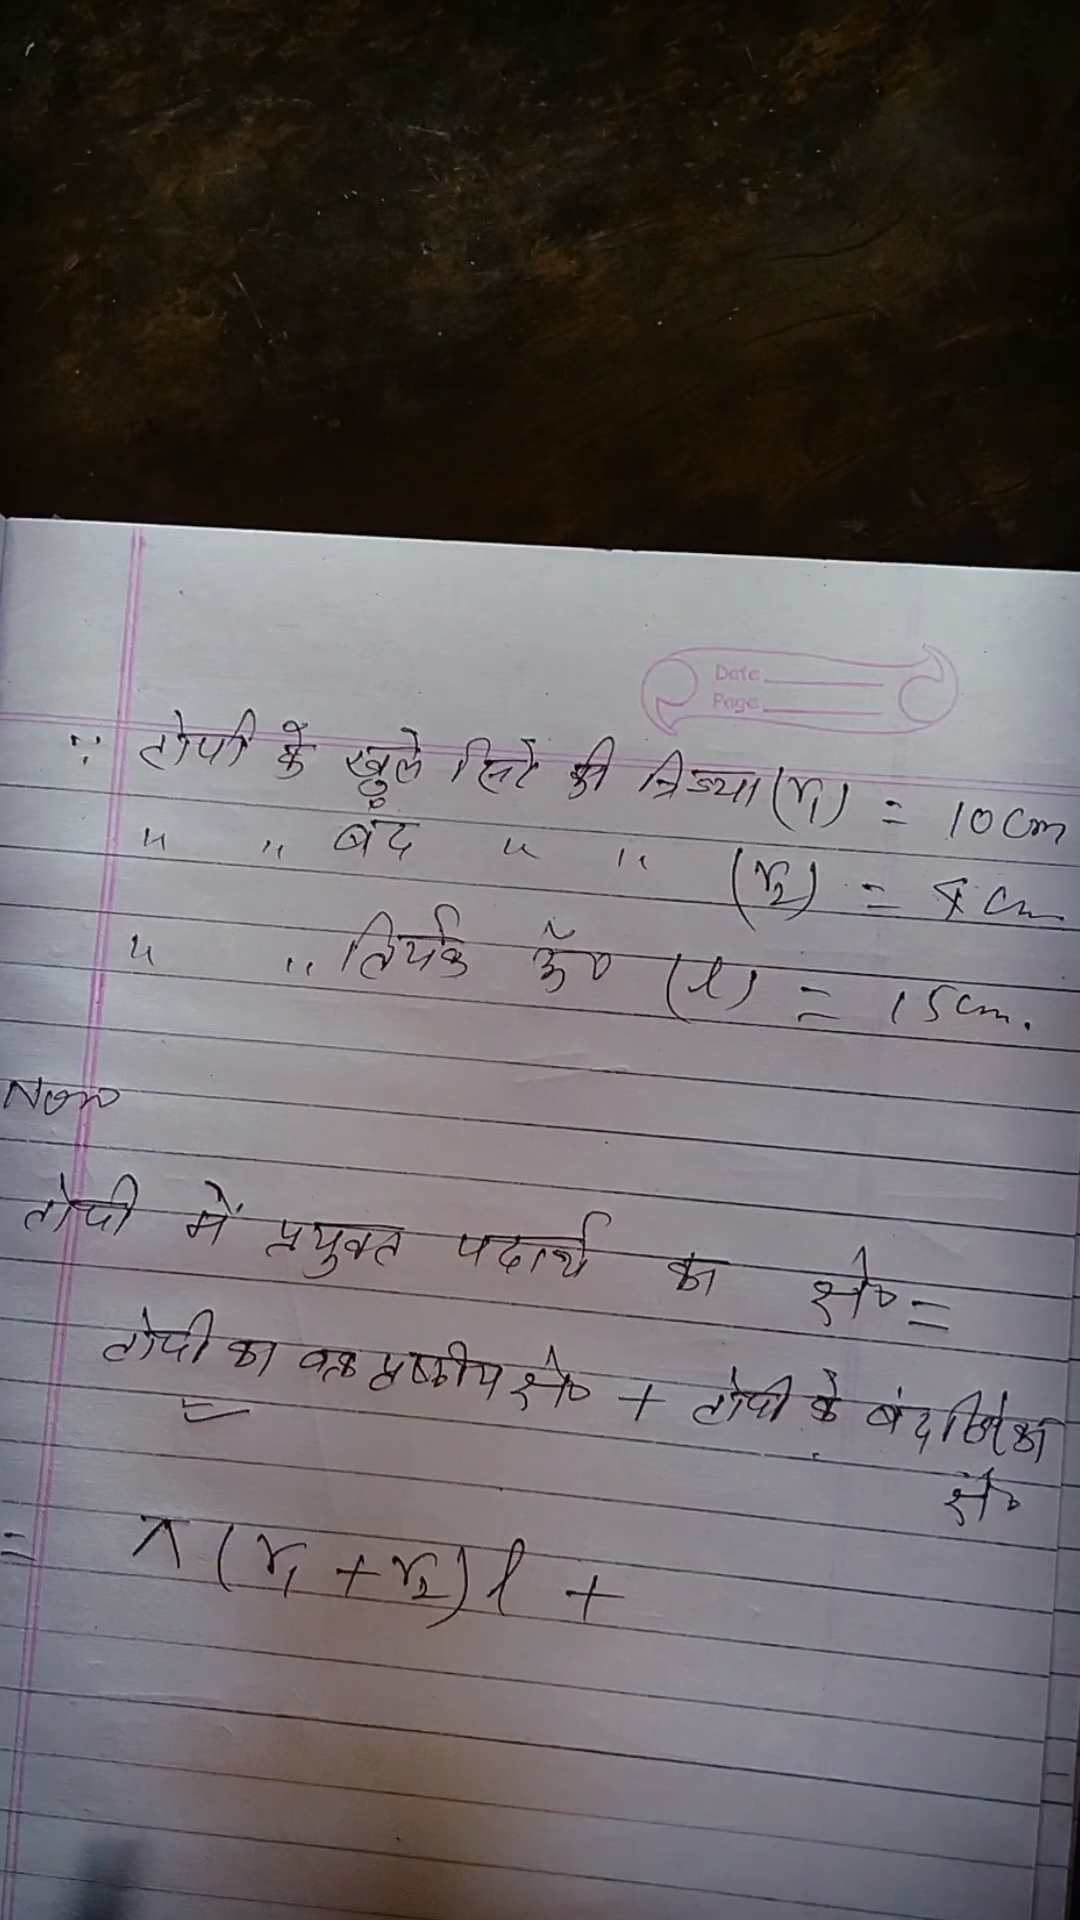 Date
Page
∵ टोपी के खुले सिरे की त्रिज्या (r₁) = 10 cm
" " बंद " " (r₂) = 4 cm
" " तिर्यक ऊँ० (l) = 15 cm.
Now
टोपी में प्रयुक्त पदार्थ का क्षे० =
टोपी का वक्र पृष्ठीय क्षे० + टोपी के बंद सिरे का
क्षे०
= π (r₁ + r₂) l +